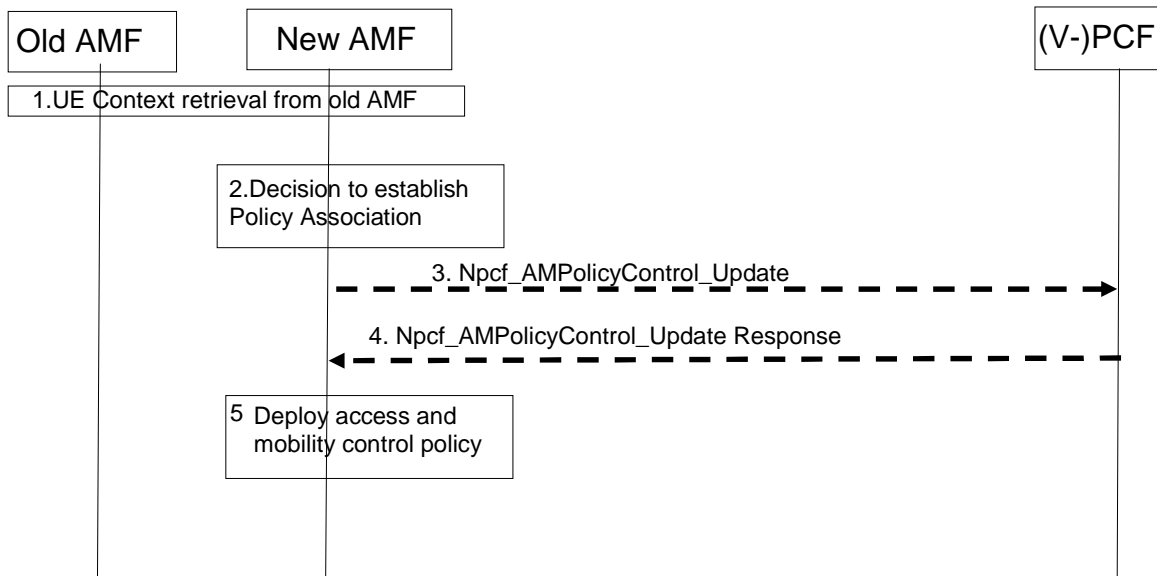 Old AMF
New AMF
(V-)PCF
1.UE Context retrieval from old AMF
2.Decision to establish
Policy Association
3. Npcf_AMPolicyControl_Update
4. Npcf_AMPolicyControl_Update Response
5 Deploy access and
mobility control policy